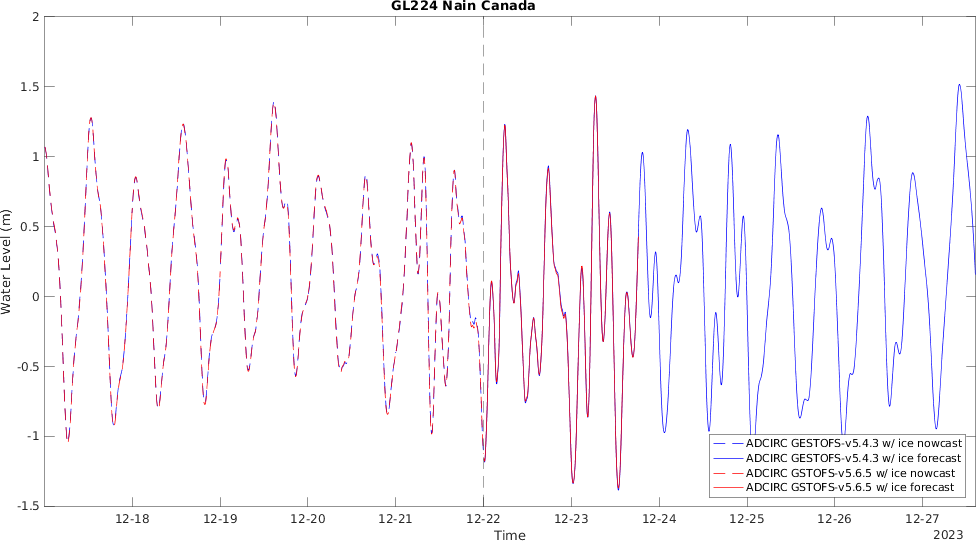 GL224 Nain Canada
2
1.5
1
0.5
0
-0.5
-1
-1.5
Water Level (m)
12-18
12-19
12-20
12-21
12-22
12-23
12-24
12-25
12-26
12-27
Time
2023
ADCIRC GESTOFS-v5.4.3 w/ ice nowcast
ADCIRC GESTOFS-v5.4.3 w/ ice forecast
ADCIRC GSTOFS-v5.6.5 w/ ice nowcast
ADCIRC GSTOFS-v5.6.5 w/ ice forecast